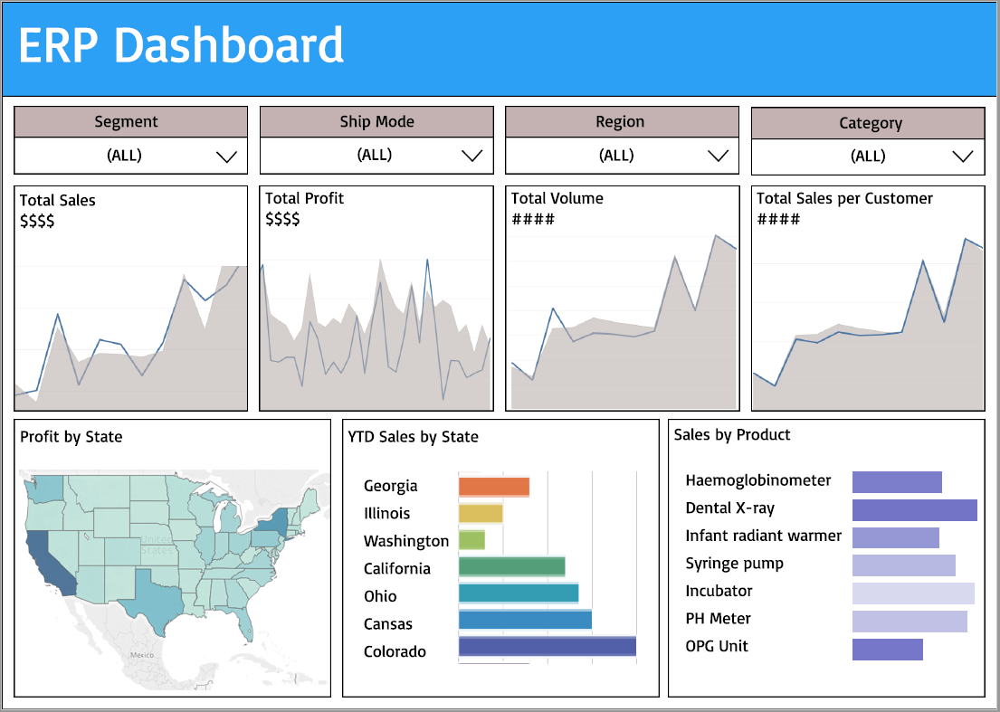 ERP Dashboard
Segment
Ship Mode
Region
Category
(ALL)
(ALL)
(ALL)
(ALL)
Total Sales
$$$$
Total Profit
$$$$
Total Volume
####
Total Sales per Customer
####
Profit by State
United
States
Mexico
YTD Sales by State
Georgia
Illinois
Washington
California
Ohio
Cansas
Colorado
Sales by Product
Haemoglobinometer
Dental X-ray
Infant radiant warmer
Syringe pump
Incubator
PH Meter
OPG Unit